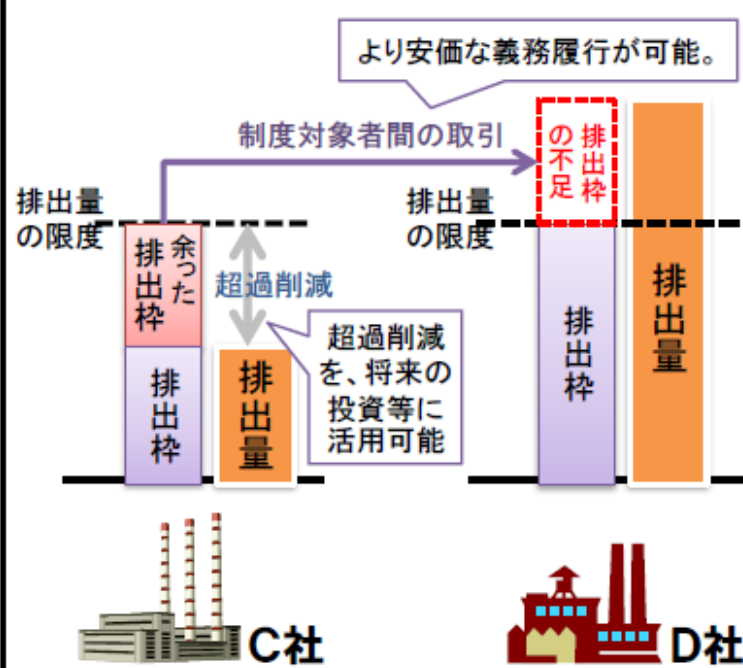 より安価な義務履行が可能。
制度対象者間の取引
排出枠
の不足
排出量
の限度
排出量
の限度
余った
排出枠
超過削減
超過削減
を、将来の
投資等に
活用可能
排出枠
排出量
排出枠
排出量
C社
D社